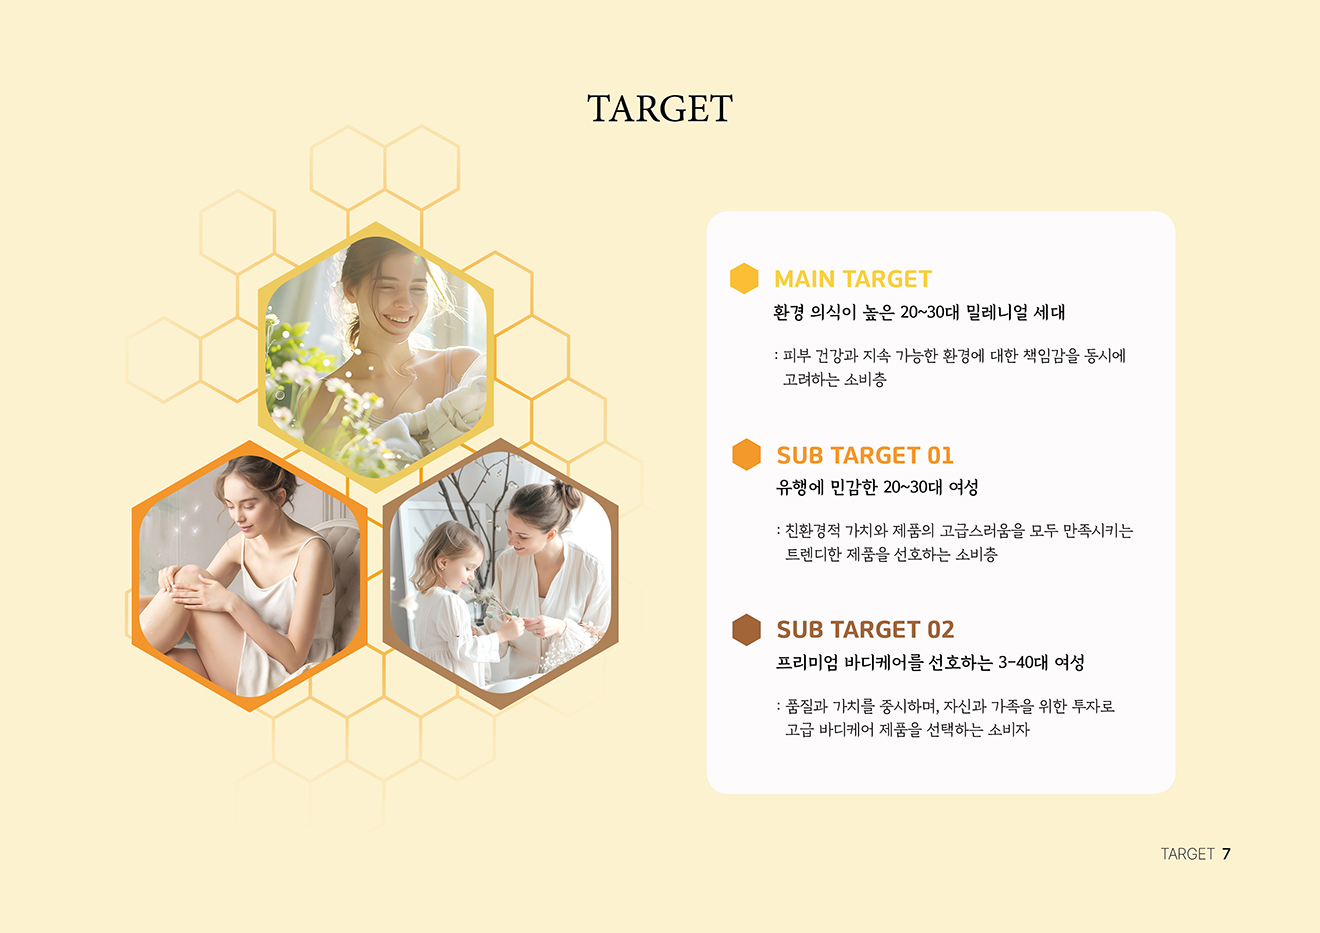 TARGET
MAIN TARGET
환경 의식이 높은 20~30대 밀레니얼 세대
: 피부 건강과 지속 가능한 환경에 대한 책임감을 동시에
고려하는 소비층
SUB TARGET 01
유행에 민감한 20~30대 여성
: 친환경적 가치와 제품의 고급스러움을 모두 만족시키는
트렌디한 제품을 선호하는 소비층
SUB TARGET 02
프리미엄 바디케어를 선호하는 3-40대 여성
: 품질과 가치를 중시하며, 자신과 가족을 위한 투자로
고급 바디케어 제품을 선택하는 소비자
TARGET 7